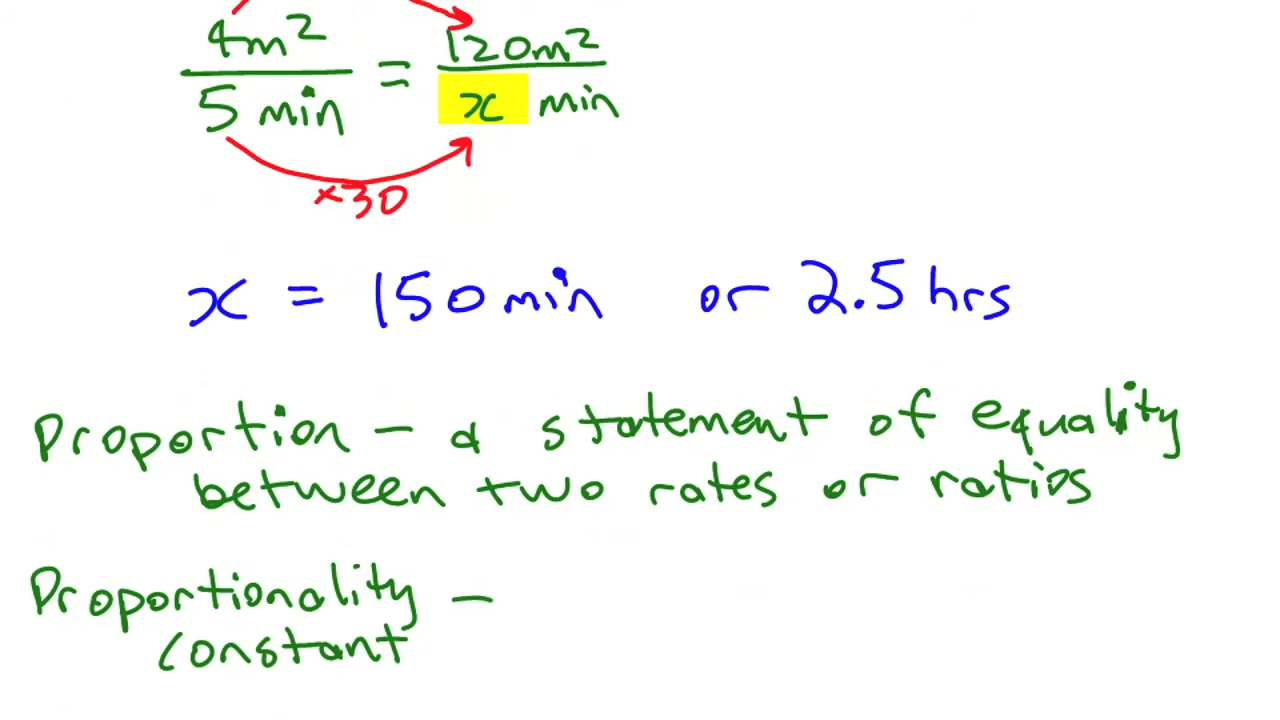 4m² = 120m²
5 min x min
×30
x = 150 min or 2.5 hrs
Proportion – a statement of equality
between two rates or ratios
Proportionality –
constant